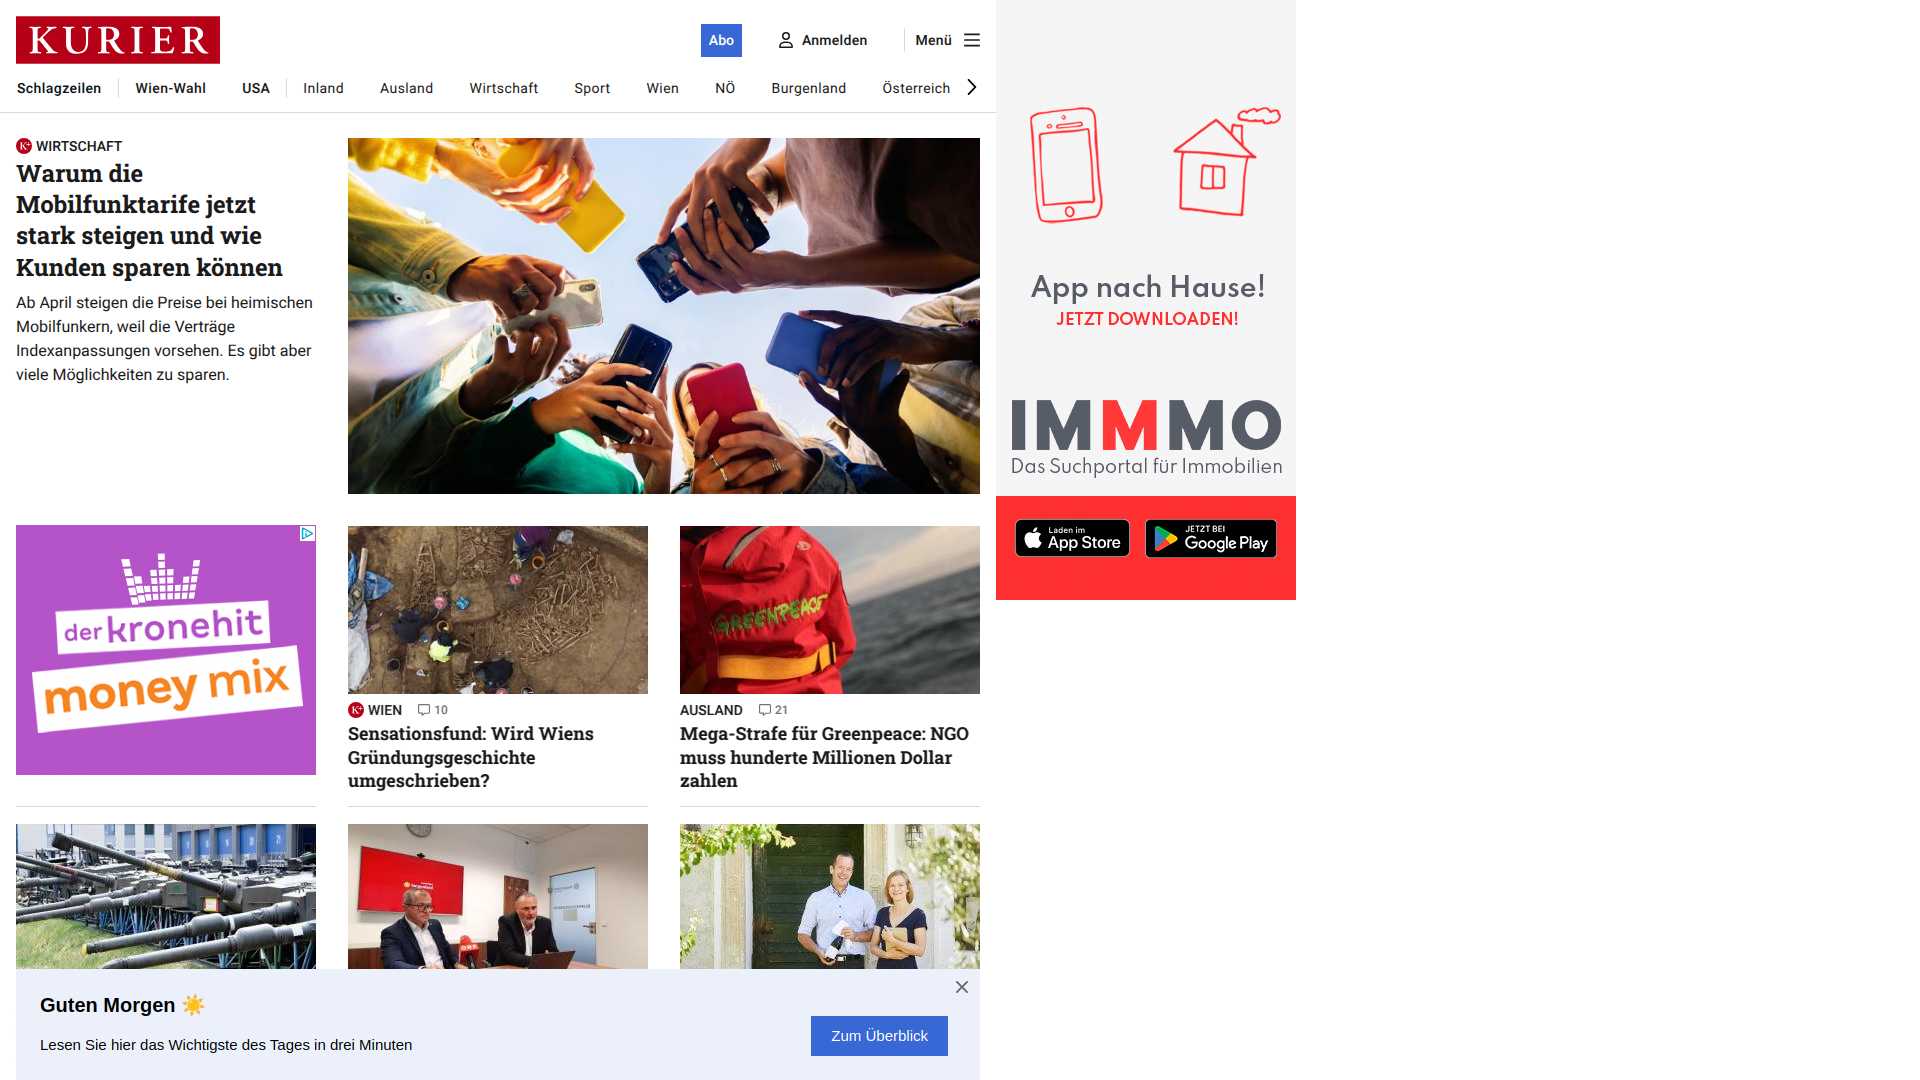 KURIER
Abo
Anmelden
Menü
Schlagzeilen
Wien-Wahl
USA
Inland
Ausland
Wirtschaft
Sport
Wien
NÖ
Burgenland
Österreich
WIRTSCHAFT
Warum die
Mobilfunktarife jetzt
stark steigen und wie
Kunden sparen können
Ab April steigen die Preise bei heimischen
Mobilfunkern, weil die Verträge
Indexanpassungen vorsehen. Es gibt aber
viele Möglichkeiten zu sparen.
App nach Hause!
JETZT DOWNLOADEN!
IMMMO
Das Suchportal für Immobilien
Laden im
App Store
JETZT BEI
Google Play
der kronehit
money mix
GREENPEACE
WIEN 10
Sensationsfund: Wird Wiens
Gründungsgeschichte
umgeschrieben?
AUSLAND 21
Mega-Strafe für Greenpeace: NGO
muss hunderte Millionen Dollar
zahlen
Guten Morgen ☀️
Lesen Sie hier das Wichtigste des Tages in drei Minuten
Zum Überblick